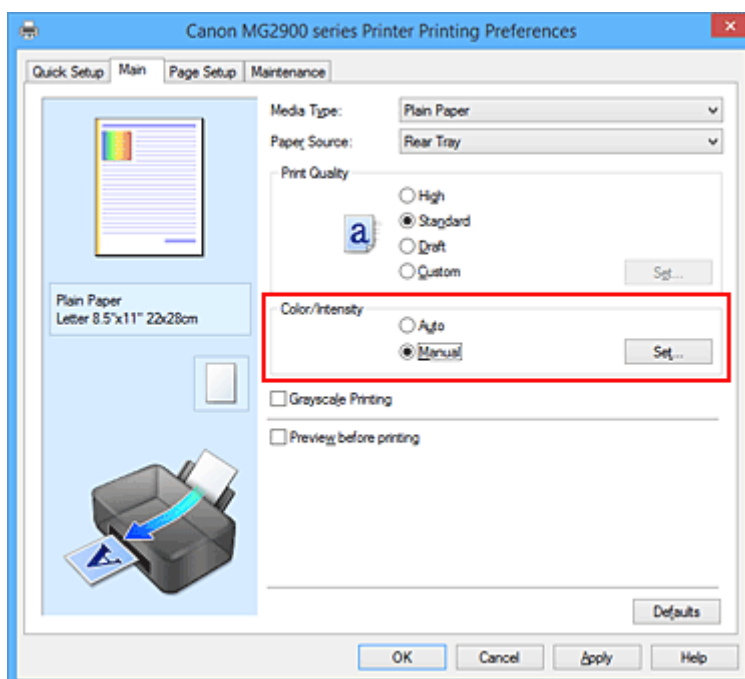 Canon MG2900 series Printer Printing Preferences
Quick Setup Main Page Setup Maintenance
Media Type: Plain Paper
Paper Source: Rear Tray
Print Quality
High
a Standard
Draft
Custom Set...
Plain Paper
Letter 8.5"x11" 22x28cm
Color/Intensity
Auto
Manual Set...
Grayscale Printing
Preview before printing
A
Defaults
OK Cancel Apply Help